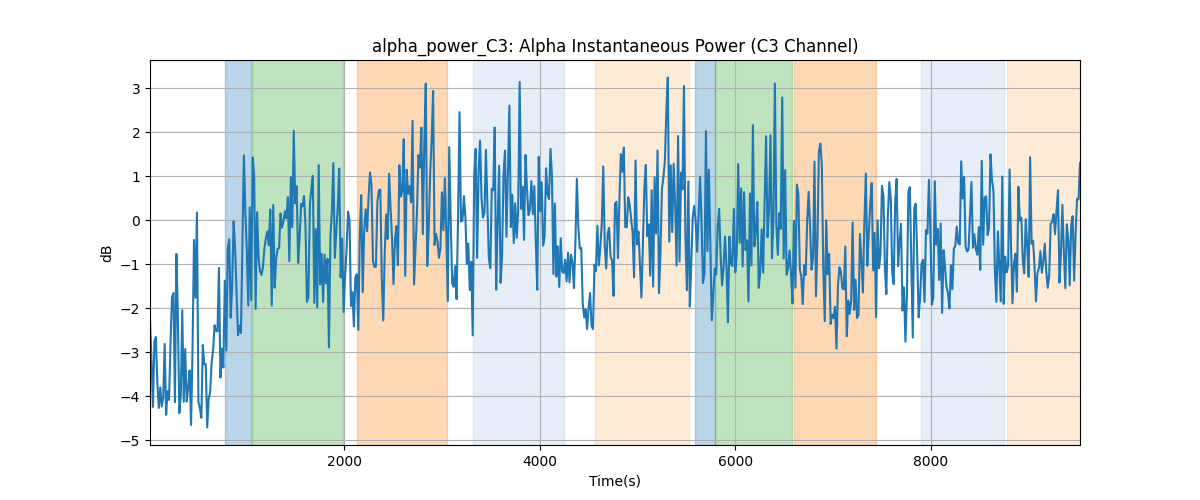 alpha_power_C3: Alpha Instantaneous Power (C3 Channel)
3
2
1
0
−1
−2
−3
−4
−5
dB
2000 4000 6000 8000
Time(s)